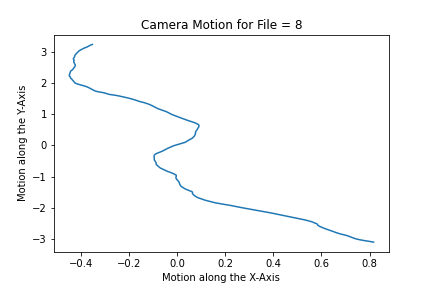 Camera Motion for File = 8
Motion along the Y-Axis
3
2
1
0
−1
−2
−3
−0.4 −0.2 0.0 0.2 0.4 0.6 0.8
Motion along the X-Axis